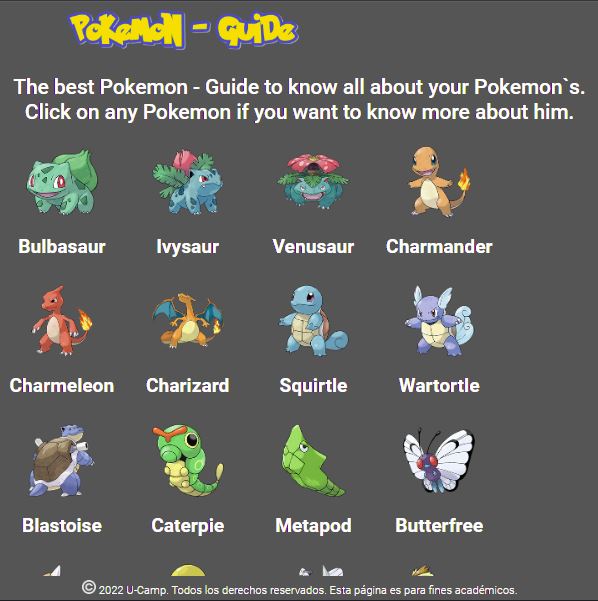 PoKeMoN - GuiDe
The best Pokemon - Guide to know all about your Pokemon`s.
Click on any Pokemon if you want to know more about him.
Bulbasaur Ivysaur Venusaur Charmander
Charmeleon Charizard Squirtle Wartortle
Blastoise Caterpie Metapod Butterfree
© 2022 U-Camp. Todos los derechos reservados. Esta página es para fines académicos.